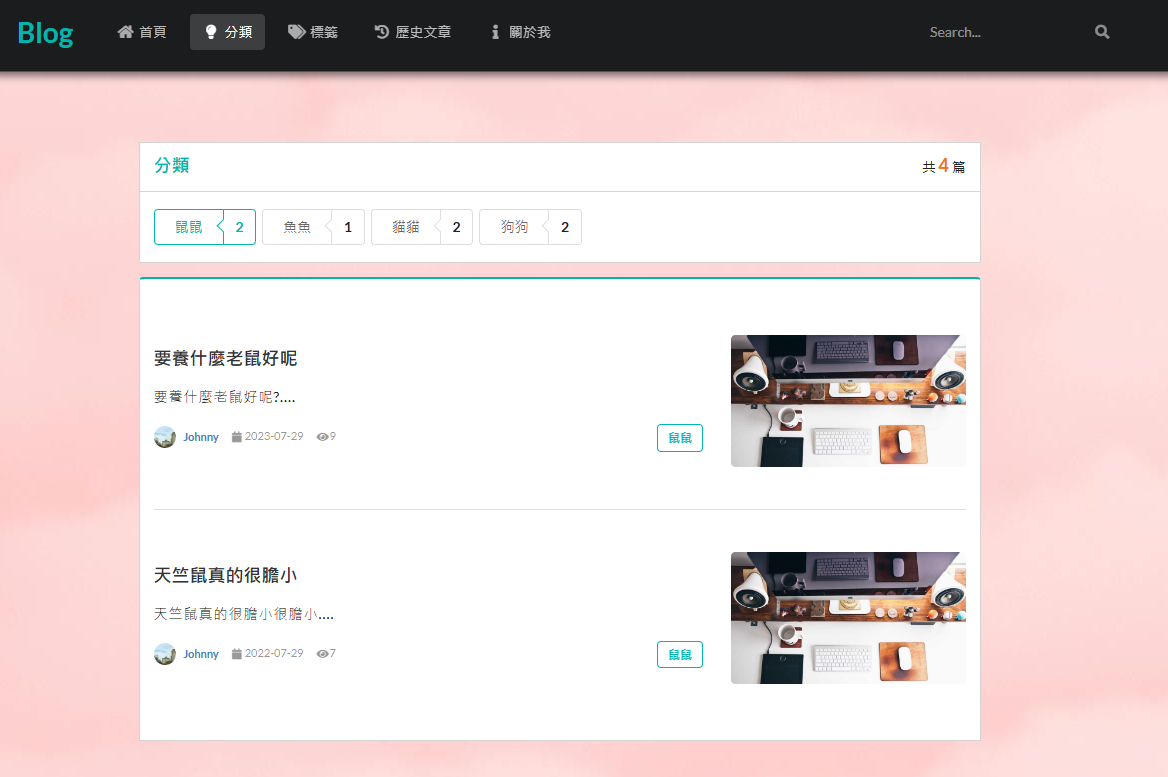 Blog 首頁 分類 標籤 歷史文章 關於我 Search...
分類 共 4 篇
鼠鼠 2 魚魚 1 貓貓 2 狗狗 2
要養什麼老鼠好呢
要養什麼老鼠好呢?....
Johnny 2023-07-29 9 鼠鼠
天竺鼠真的很膽小
天竺鼠真的很膽小很膽小....
Johnny 2022-07-29 7 鼠鼠